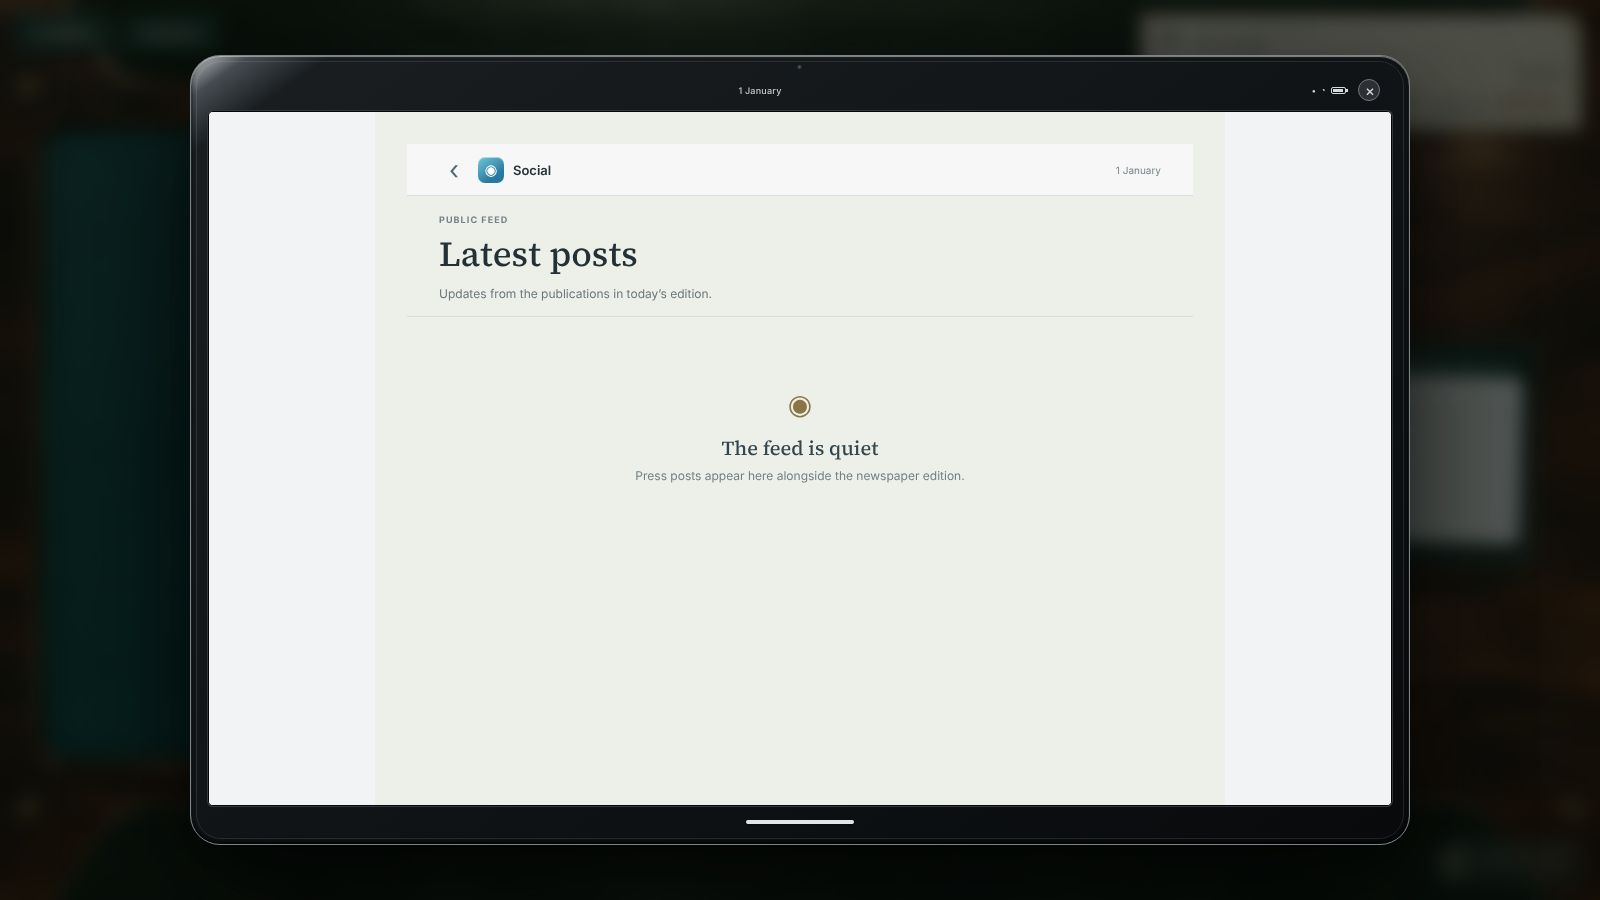 1 January
Social
1 January
PUBLIC FEED
Latest posts
Updates from the publications in today’s edition.
The feed is quiet
Press posts appear here alongside the newspaper edition.